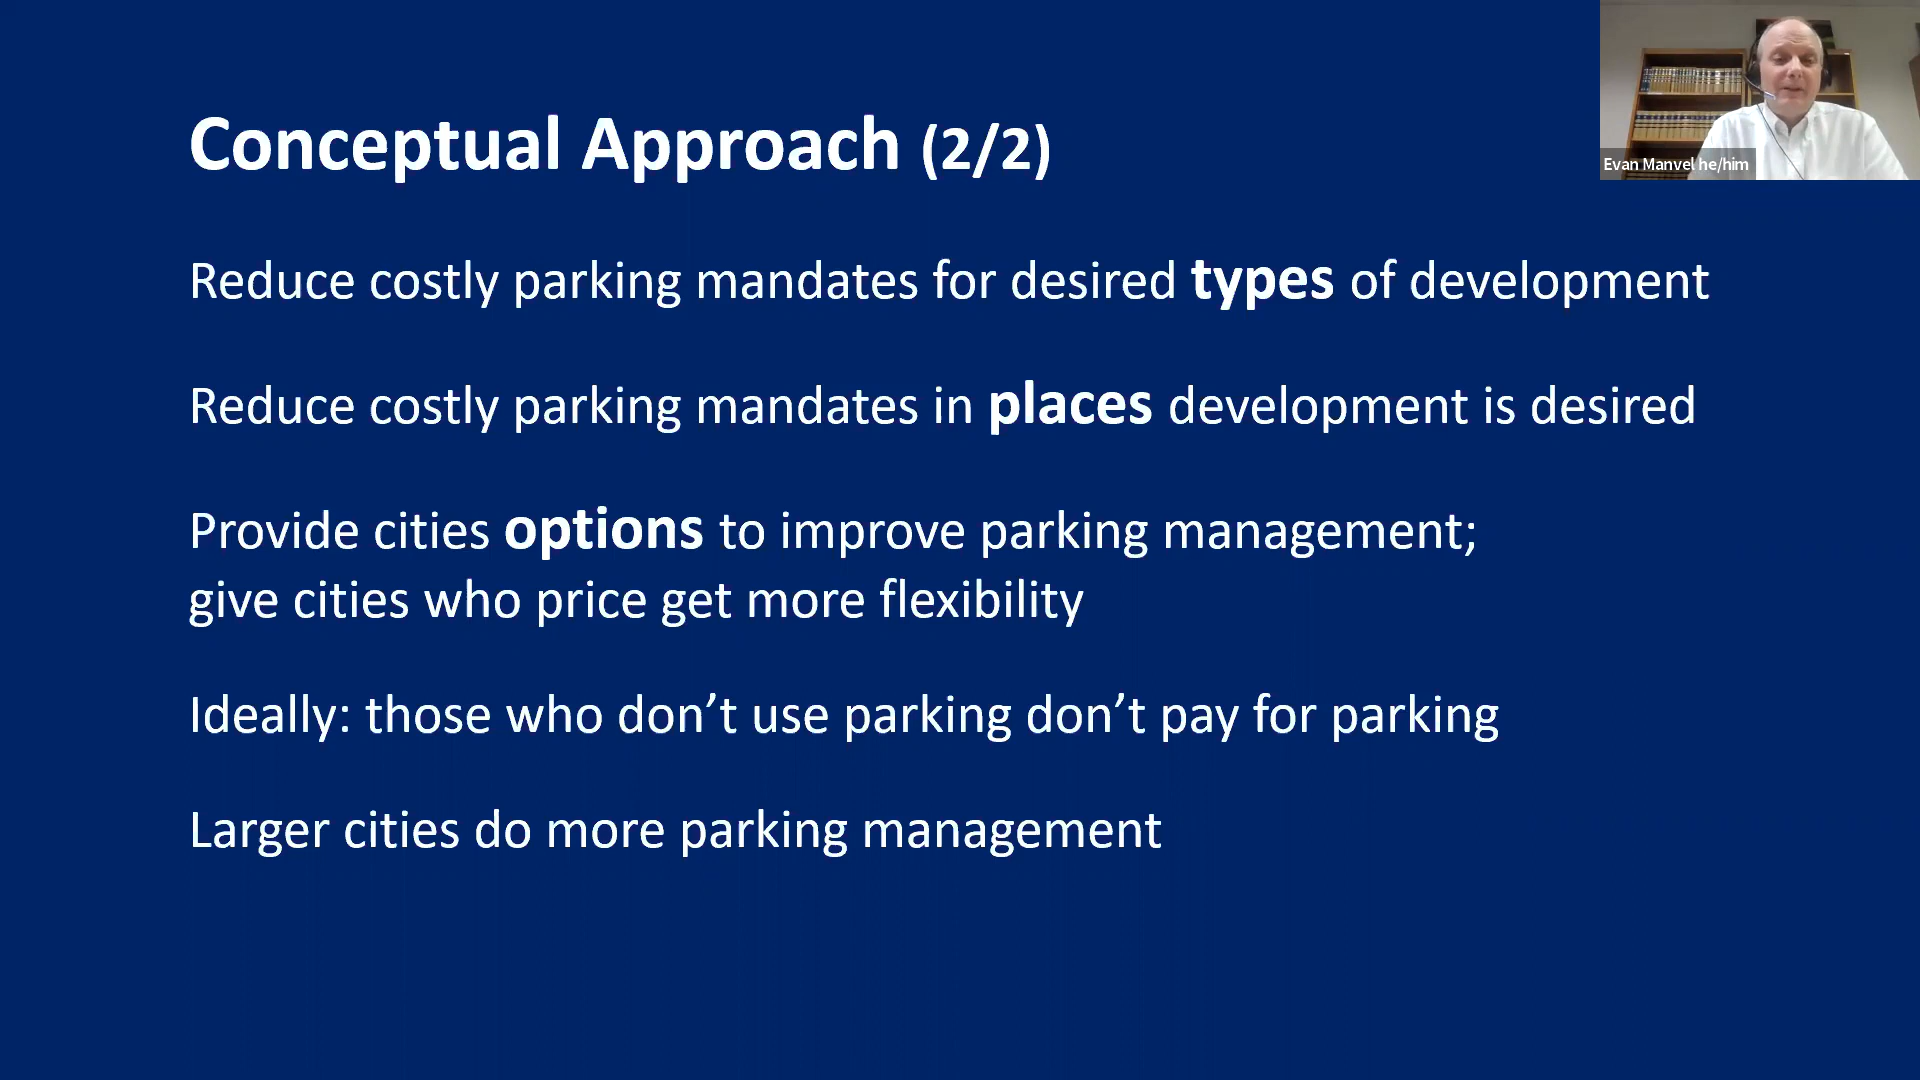 Conceptual Approach (2/2)
Evan Manvel he/him
Reduce costly parking mandates for desired types of development
Reduce costly parking mandates in places development is desired
Provide cities options to improve parking management;
give cities who price get more flexibility
Ideally: those who don’t use parking don’t pay for parking
Larger cities do more parking management